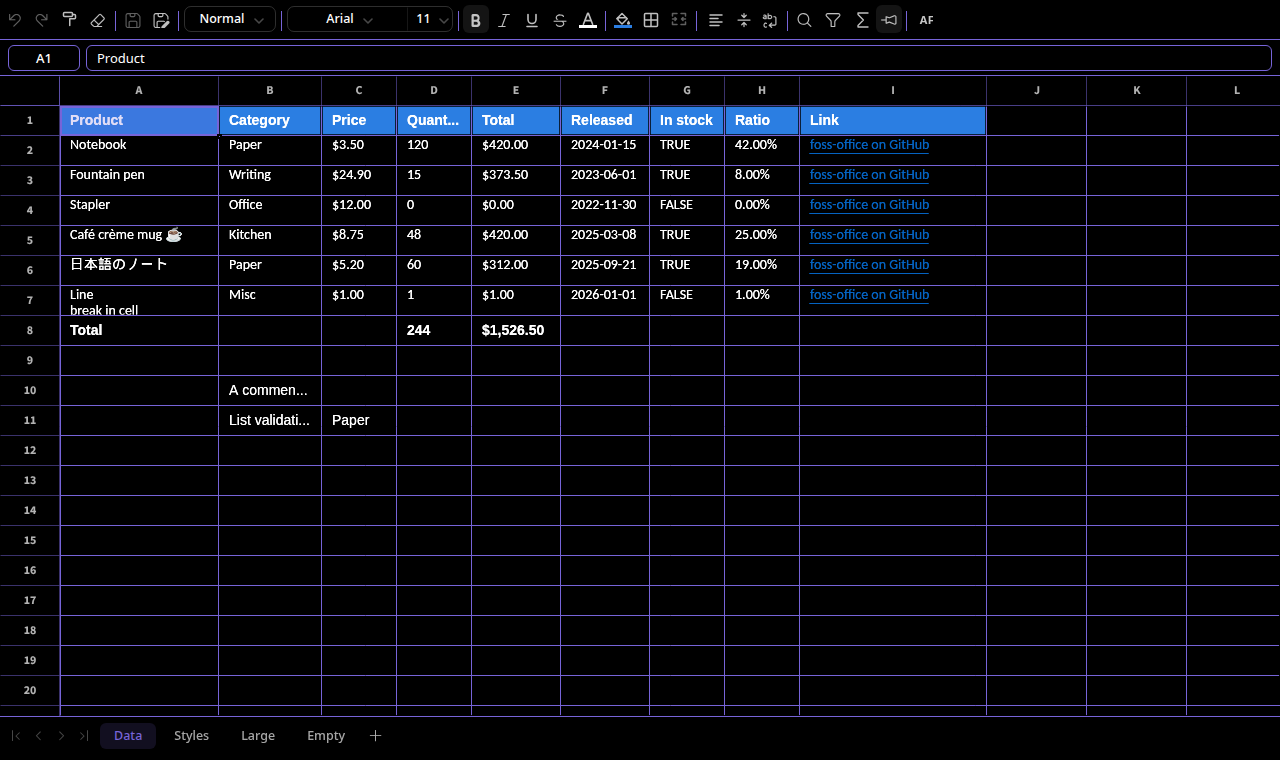 Normal Arial 11 B I U S A AF
A1 Product
A B C D E F G H I J K L
1 Product Category Price Quant... Total Released In stock Ratio Link
2 Notebook Paper $3.50 120 $420.00 2024-01-15 TRUE 42.00% foss-office on GitHub
3 Fountain pen Writing $24.90 15 $373.50 2023-06-01 TRUE 8.00% foss-office on GitHub
4 Stapler Office $12.00 0 $0.00 2022-11-30 FALSE 0.00% foss-office on GitHub
5 Café crème mug ☕ Kitchen $8.75 48 $420.00 2025-03-08 TRUE 25.00% foss-office on GitHub
6 日本語のノート Paper $5.20 60 $312.00 2025-09-21 TRUE 19.00% foss-office on GitHub
7 Line Misc $1.00 1 $1.00 2026-01-01 FALSE 1.00% foss-office on GitHub
break in cell
8 Total 244 $1,526.50
9
10 A commen...
11 List validati... Paper
12
13
14
15
16
17
18
19
20
Data Styles Large Empty